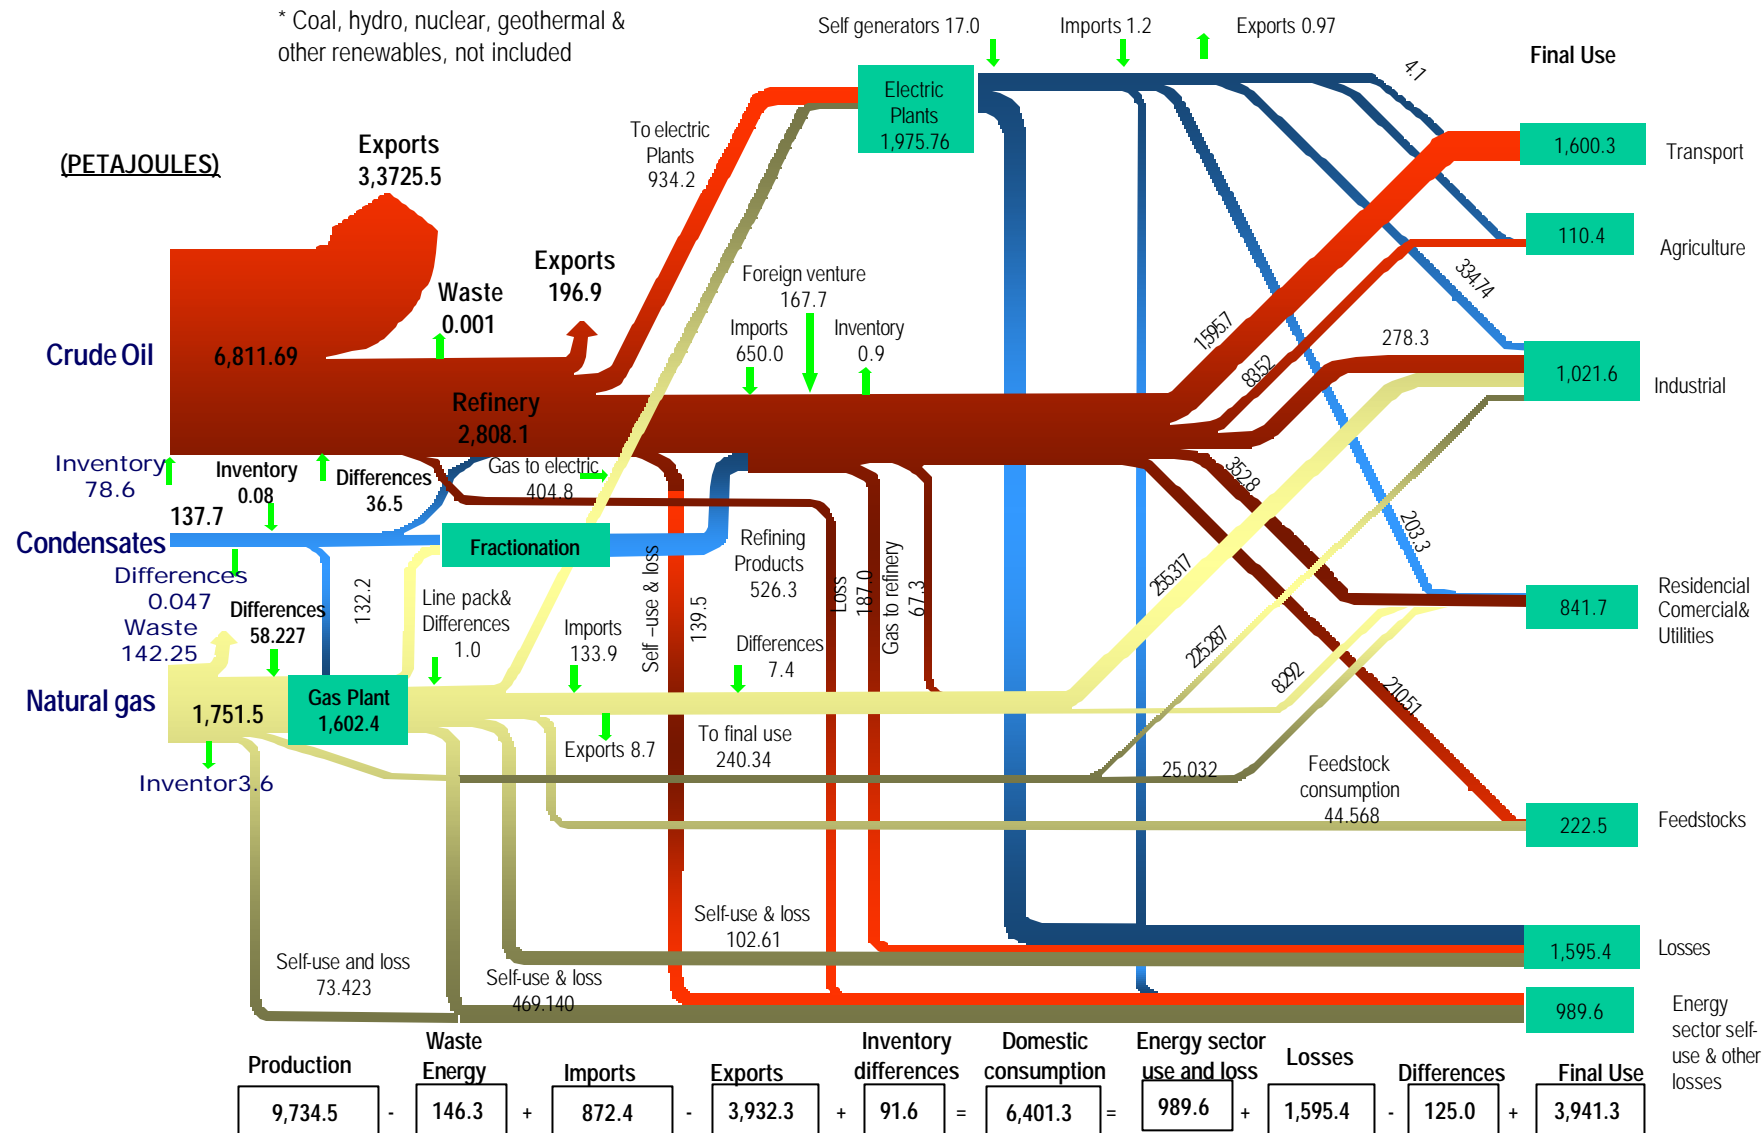 * Coal, hydro, nuclear, geothermal &
other renewables, not included
Self generators 17.0
Imports 1.2
Exports 0.97
Final Use
4.1
Electric
Plants
1,975.76
To electric
Plants
934.2
(PETAJOULES)
Exports
3,3725.5
1,600.3
Transport
110.4
Agriculture
Exports
196.9
Waste
0.001
Foreign venture
167.7
Imports
650.0
Inventory
0.9
334.74
Crude Oil
6,811.69
1,595.7
83.52
278.3
1,021.6
Industrial
Refinery
2,808.1
Inventory
78.6
Inventory
0.08
Differences
36.5
Gas to electric
404.8
352.8
203.3
137.7
Condensates
Fractionation
Differences
0.047
132.2
Self –use & loss
139.5
Refining
Products
526.3
Loss
187.0
Gas to refinery
67.3
255.317
Residencial
Comercial&
Utilities
841.7
Waste
142.25
Differences
58.227
Line pack&
Differences
1.0
Imports
133.9
Differences
7.4
225.287
8.292
210.51
Natural gas
1,751.5
Gas Plant
1,602.4
Exports 8.7
To final use
240.34
25.032
Inventor3.6
Feedstock
consumption
44.568
222.5
Feedstocks
Self-use & loss
102.61
Self-use and loss
73.423
Self-use & loss
469.140
1,595.4
Losses
989.6
Energy
sector self-
use & other
losses
Production
Waste
Energy
Imports
Exports
Inventory
differences
Domestic
consumption
Energy sector
use and loss
Losses
Differences
Final Use
9,734.5 - 146.3 + 872.4 - 3,932.3 + 91.6 = 6,401.3 = 989.6 + 1,595.4 - 125.0 + 3,941.3